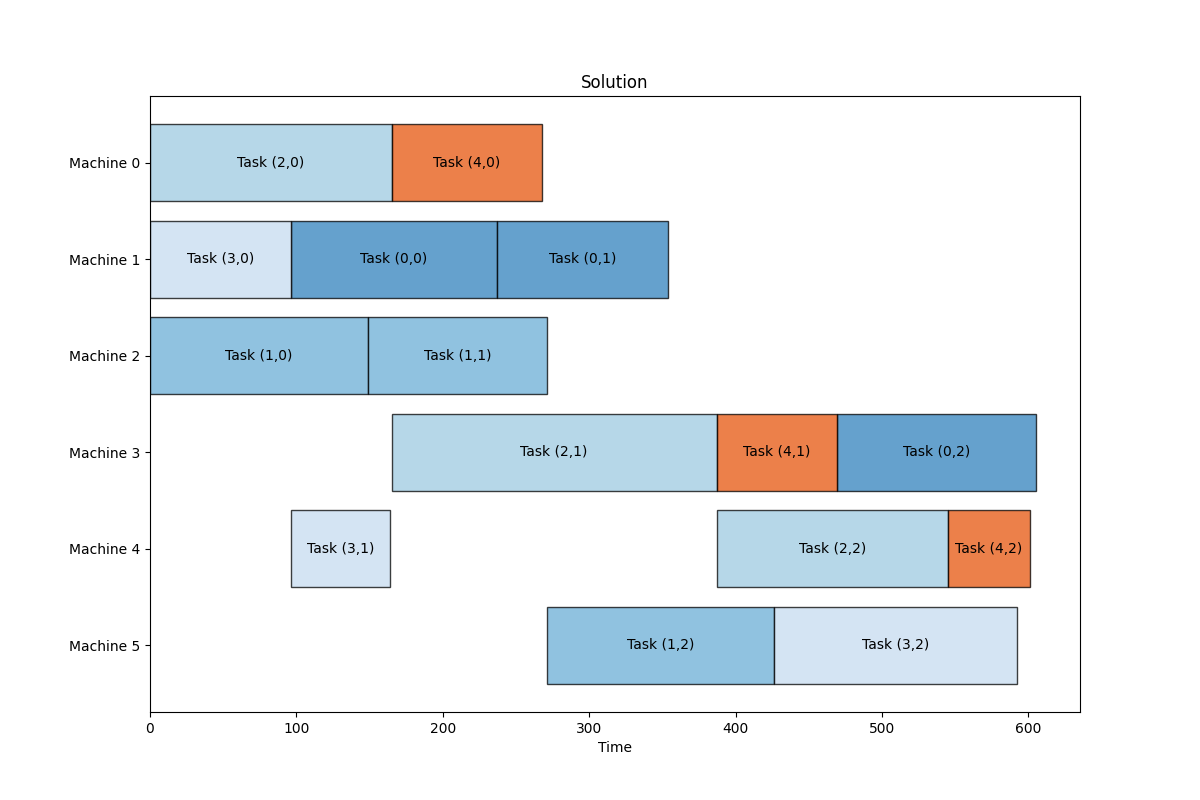 Solution
Machine 0
Task (2,0)
Task (4,0)
Machine 1
Task (3,0)
Task (0,0)
Task (0,1)
Machine 2
Task (1,0)
Task (1,1)
Machine 3
Task (2,1)
Task (4,1)
Task (0,2)
Machine 4
Task (3,1)
Task (2,2)
Task (4,2)
Machine 5
Task (1,2)
Task (3,2)
0 100 200 300 400 500 600
Time